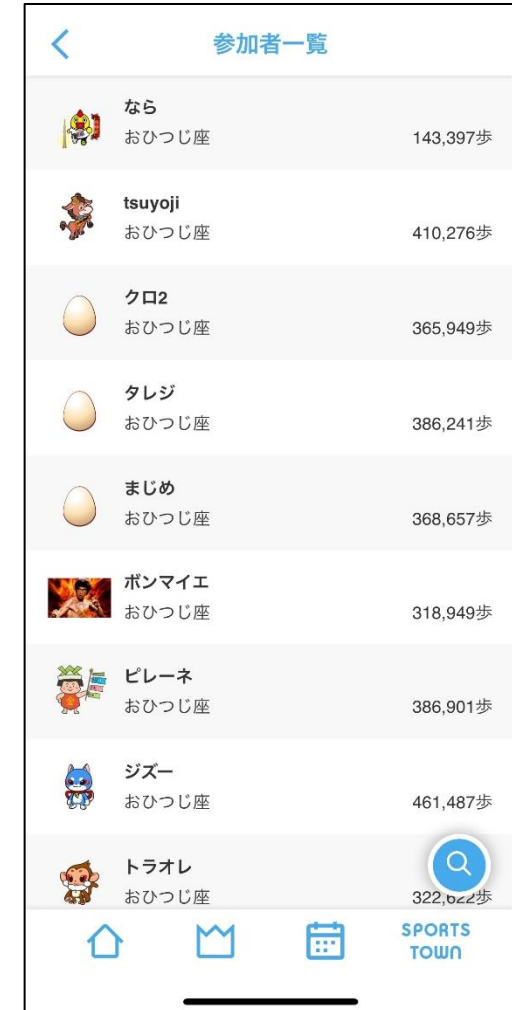 参加者一覧
なら
おひつじ座 143,397歩
tsuyoji
おひつじ座 410,276歩
クロ2
おひつじ座 365,949歩
タレジ
おひつじ座 386,241歩
まじめ
おひつじ座 368,657歩
ボンマイエ
おひつじ座 318,949歩
ピレーネ
おひつじ座 386,901歩
ジズー
おひつじ座 461,487歩
トラオレ
おひつじ座 322,622歩
SPORTS
TOWN